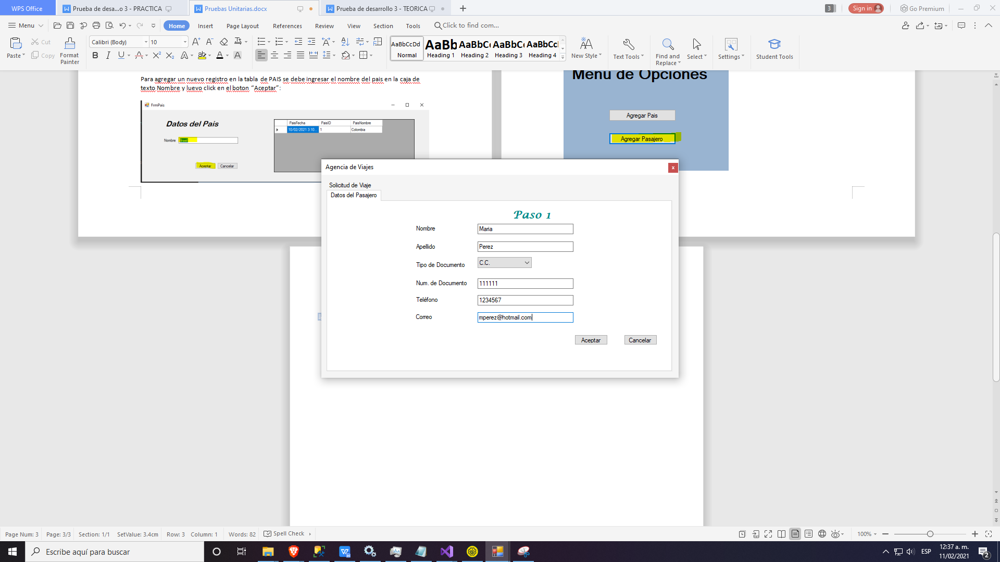 WPS Office
Prueba de desa...o 3 - PRACTICA
Pruebas Unitarias.docx
Prueba de desarrollo 3 - TEORICA
3
Sign in
Go Premium
Menu
Home
Insert
Page Layout
References
Review
View
Section
Tools
Click to find com...
Paste
Cut
Copy
Format
Painter
Calibri (Body)
10
AaBbCcDd
Normal
AaBb
Heading 1
AaBbC
Heading 2
AaBbC
Heading 3
AaBbCc
Heading 4
New Style
Text Tools
Find and
Replace
Select
Settings
Student Tools
Para agregar un nuevo registro en la tabla de PAIS se debe ingresar el nombre del pais en la caja de
texto Nombre y luevo click en el boton “Aceptar”:
FrmPais
Datos del Pais
Nombre
Brasil
Aceptar
Cancelar
PaisFecha PaisID PaisNombre
10/02/2021 3:10... 1 Colombia
Menu de Opciones
Agregar Pais
Agregar Pasajero
Agencia de Viajes
x
Solicitud de Viaje
Datos del Pasajero
Paso 1
Nombre
Maria
Apellido
Perez
Tipo de Documento
C.C.
Num. de Documento
111111
Teléfono
1234567
Correo
mperez@hotmail.com
Aceptar
Cancelar
Page Num: 3
Page: 3/3
Section: 1/1
SetValue: 3.4cm
Row: 3
Column: 1
Words: 82
Spell Check
100%
Escribe aquí para buscar
ESP
12:37 a. m.
11/02/2021
2